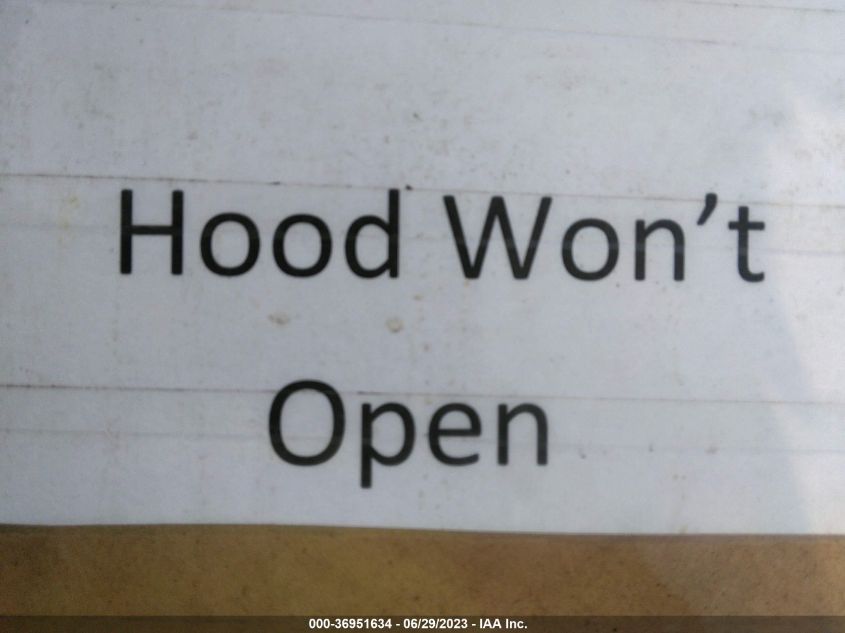 Hood Won’t
Open
000-36951634 - 06/29/2023 - IAA Inc.